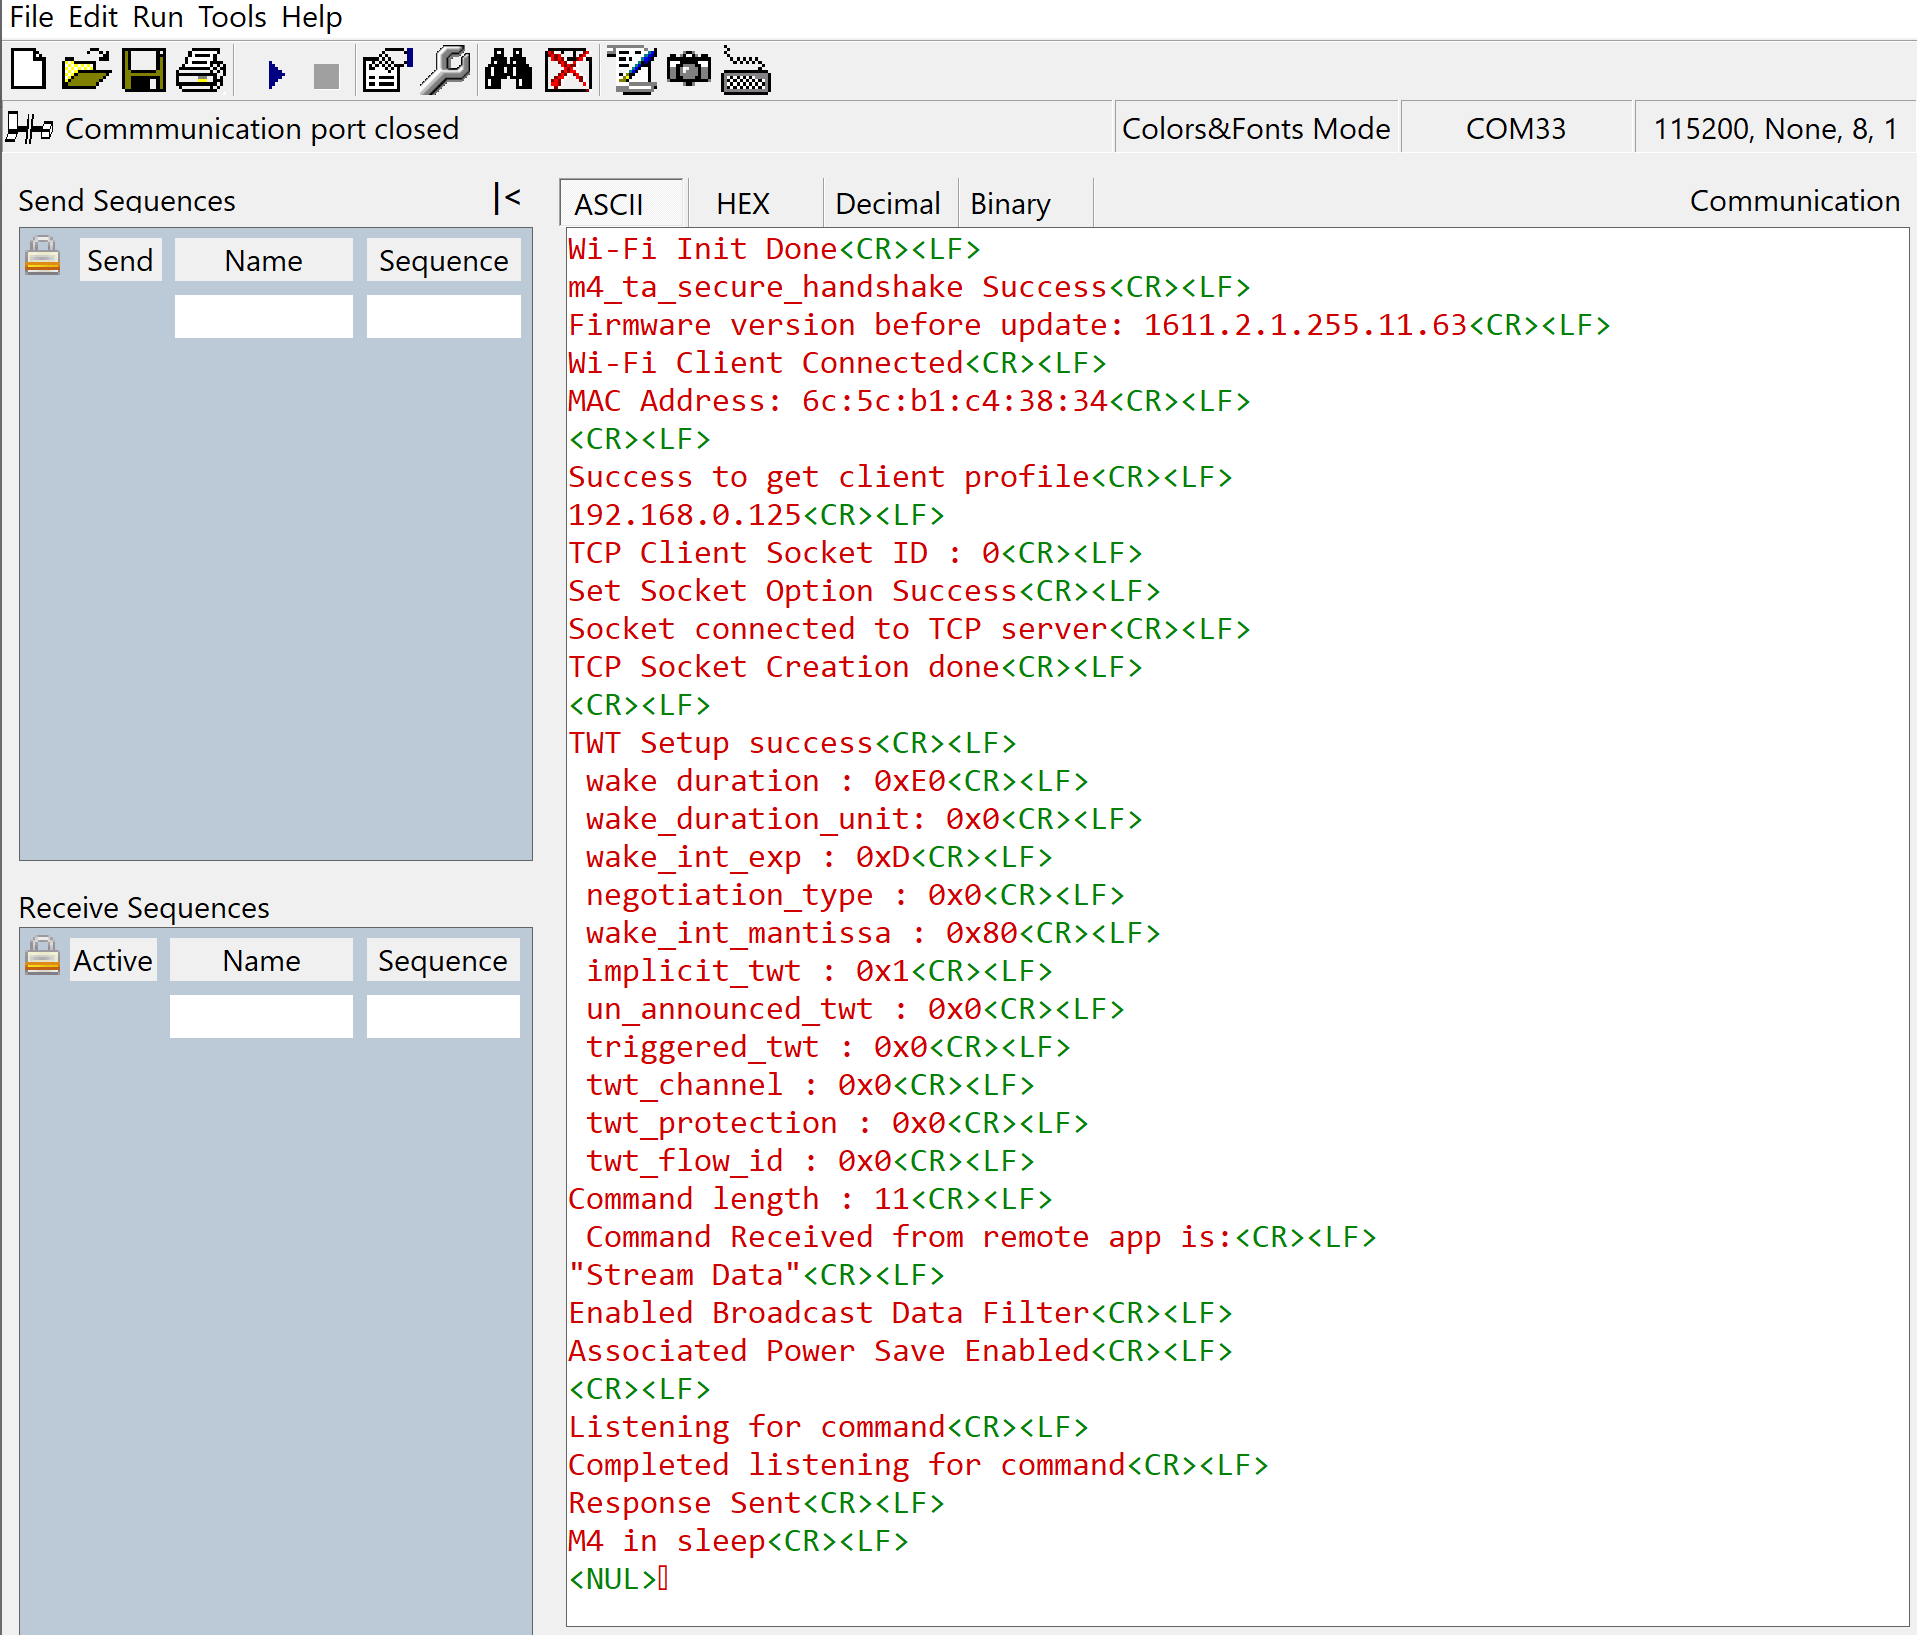 File Edit Run Tools Help
Commmunication port closed
Colors&Fonts Mode
COM33
115200, None, 8, 1
Send Sequences |<
Send Name Sequence
Receive Sequences
Active Name Sequence
ASCII HEX Decimal Binary
Communication
Wi-Fi Init Done<CR><LF>
m4_ta_secure_handshake Success<CR><LF>
Firmware version before update: 1611.2.1.255.11.63<CR><LF>
Wi-Fi Client Connected<CR><LF>
MAC Address: 6c:5c:b1:c4:38:34<CR><LF>
<CR><LF>
Success to get client profile<CR><LF>
192.168.0.125<CR><LF>
TCP Client Socket ID : 0<CR><LF>
Set Socket Option Success<CR><LF>
Socket connected to TCP server<CR><LF>
TCP Socket Creation done<CR><LF>
<CR><LF>
TWT Setup success<CR><LF>
wake duration : 0xE0<CR><LF>
wake_duration_unit: 0x0<CR><LF>
wake_int_exp : 0xD<CR><LF>
negotiation_type : 0x0<CR><LF>
wake_int_mantissa : 0x80<CR><LF>
implicit_twt : 0x1<CR><LF>
un_announced_twt : 0x0<CR><LF>
triggered_twt : 0x0<CR><LF>
twt_channel : 0x0<CR><LF>
twt_protection : 0x0<CR><LF>
twt_flow_id : 0x0<CR><LF>
Command length : 11<CR><LF>
Command Received from remote app is:<CR><LF>
"Stream Data"<CR><LF>
Enabled Broadcast Data Filter<CR><LF>
Associated Power Save Enabled<CR><LF>
<CR><LF>
Listening for command<CR><LF>
Completed listening for command<CR><LF>
Response Sent<CR><LF>
M4 in sleep<CR><LF>
<NUL>